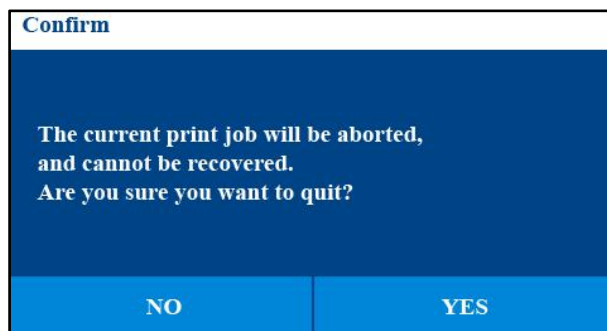 Confirm
The current print job will be aborted,
and cannot be recovered.
Are you sure you want to quit?
NO
YES